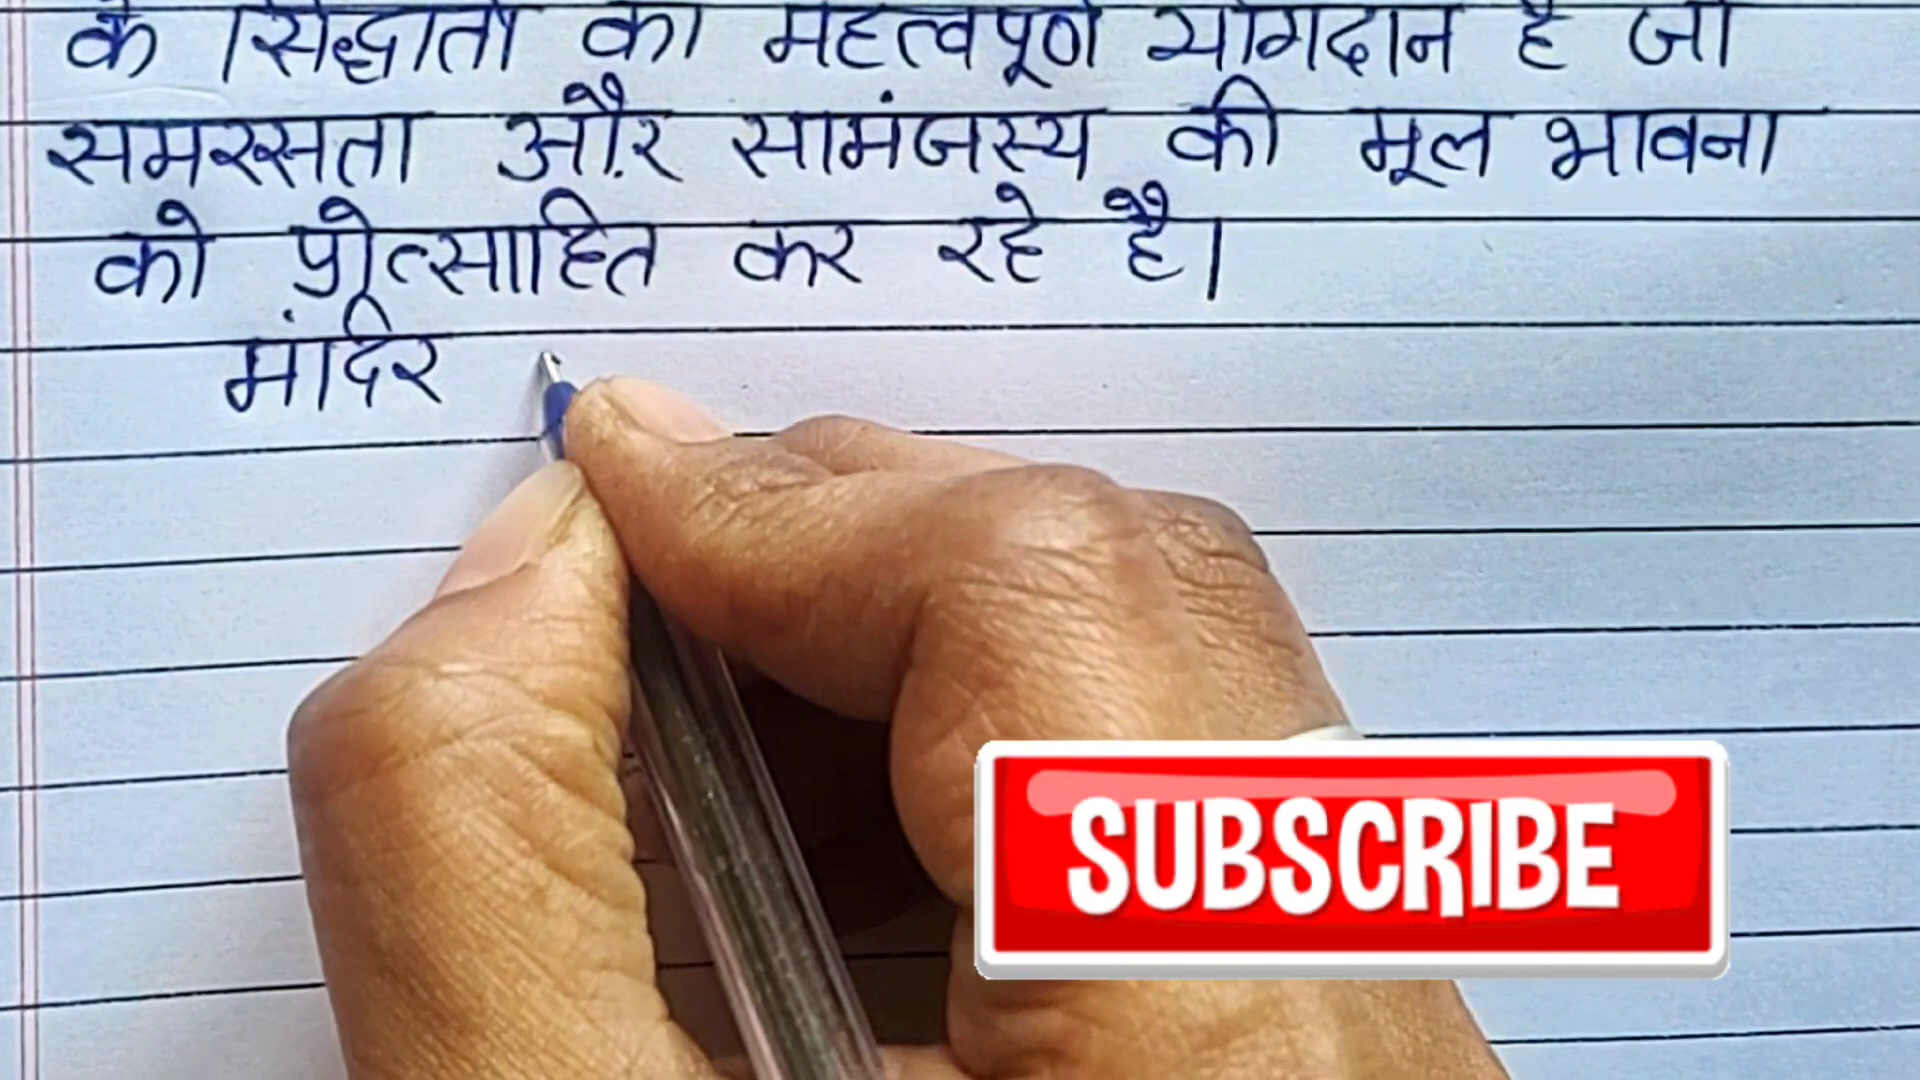 के सिद्धांतों का महत्वपूर्ण योगदान है जो
समरसता और सामंजस्य की मूल भावना
को प्रोत्साहित कर रहे है।
मंदिर
SUBSCRIBE